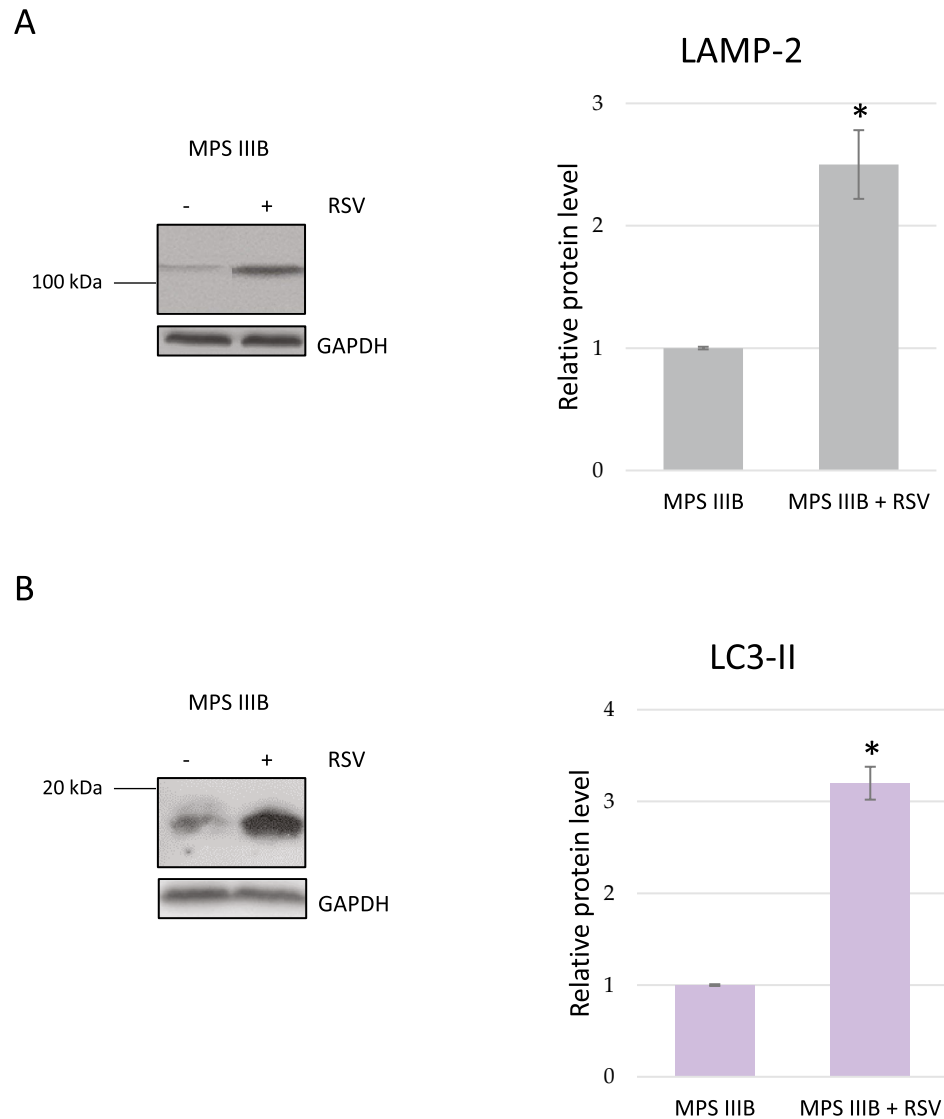 A
MPS IIIB
- + RSV
100 kDa
GAPDH
LAMP-2
Relative protein level
3
*
2
1
0
MPS IIIB
MPS IIIB + RSV
B
MPS IIIB
- + RSV
20 kDa
GAPDH
LC3-II
Relative protein level
4
*
3
2
1
0
MPS IIIB
MPS IIIB + RSV